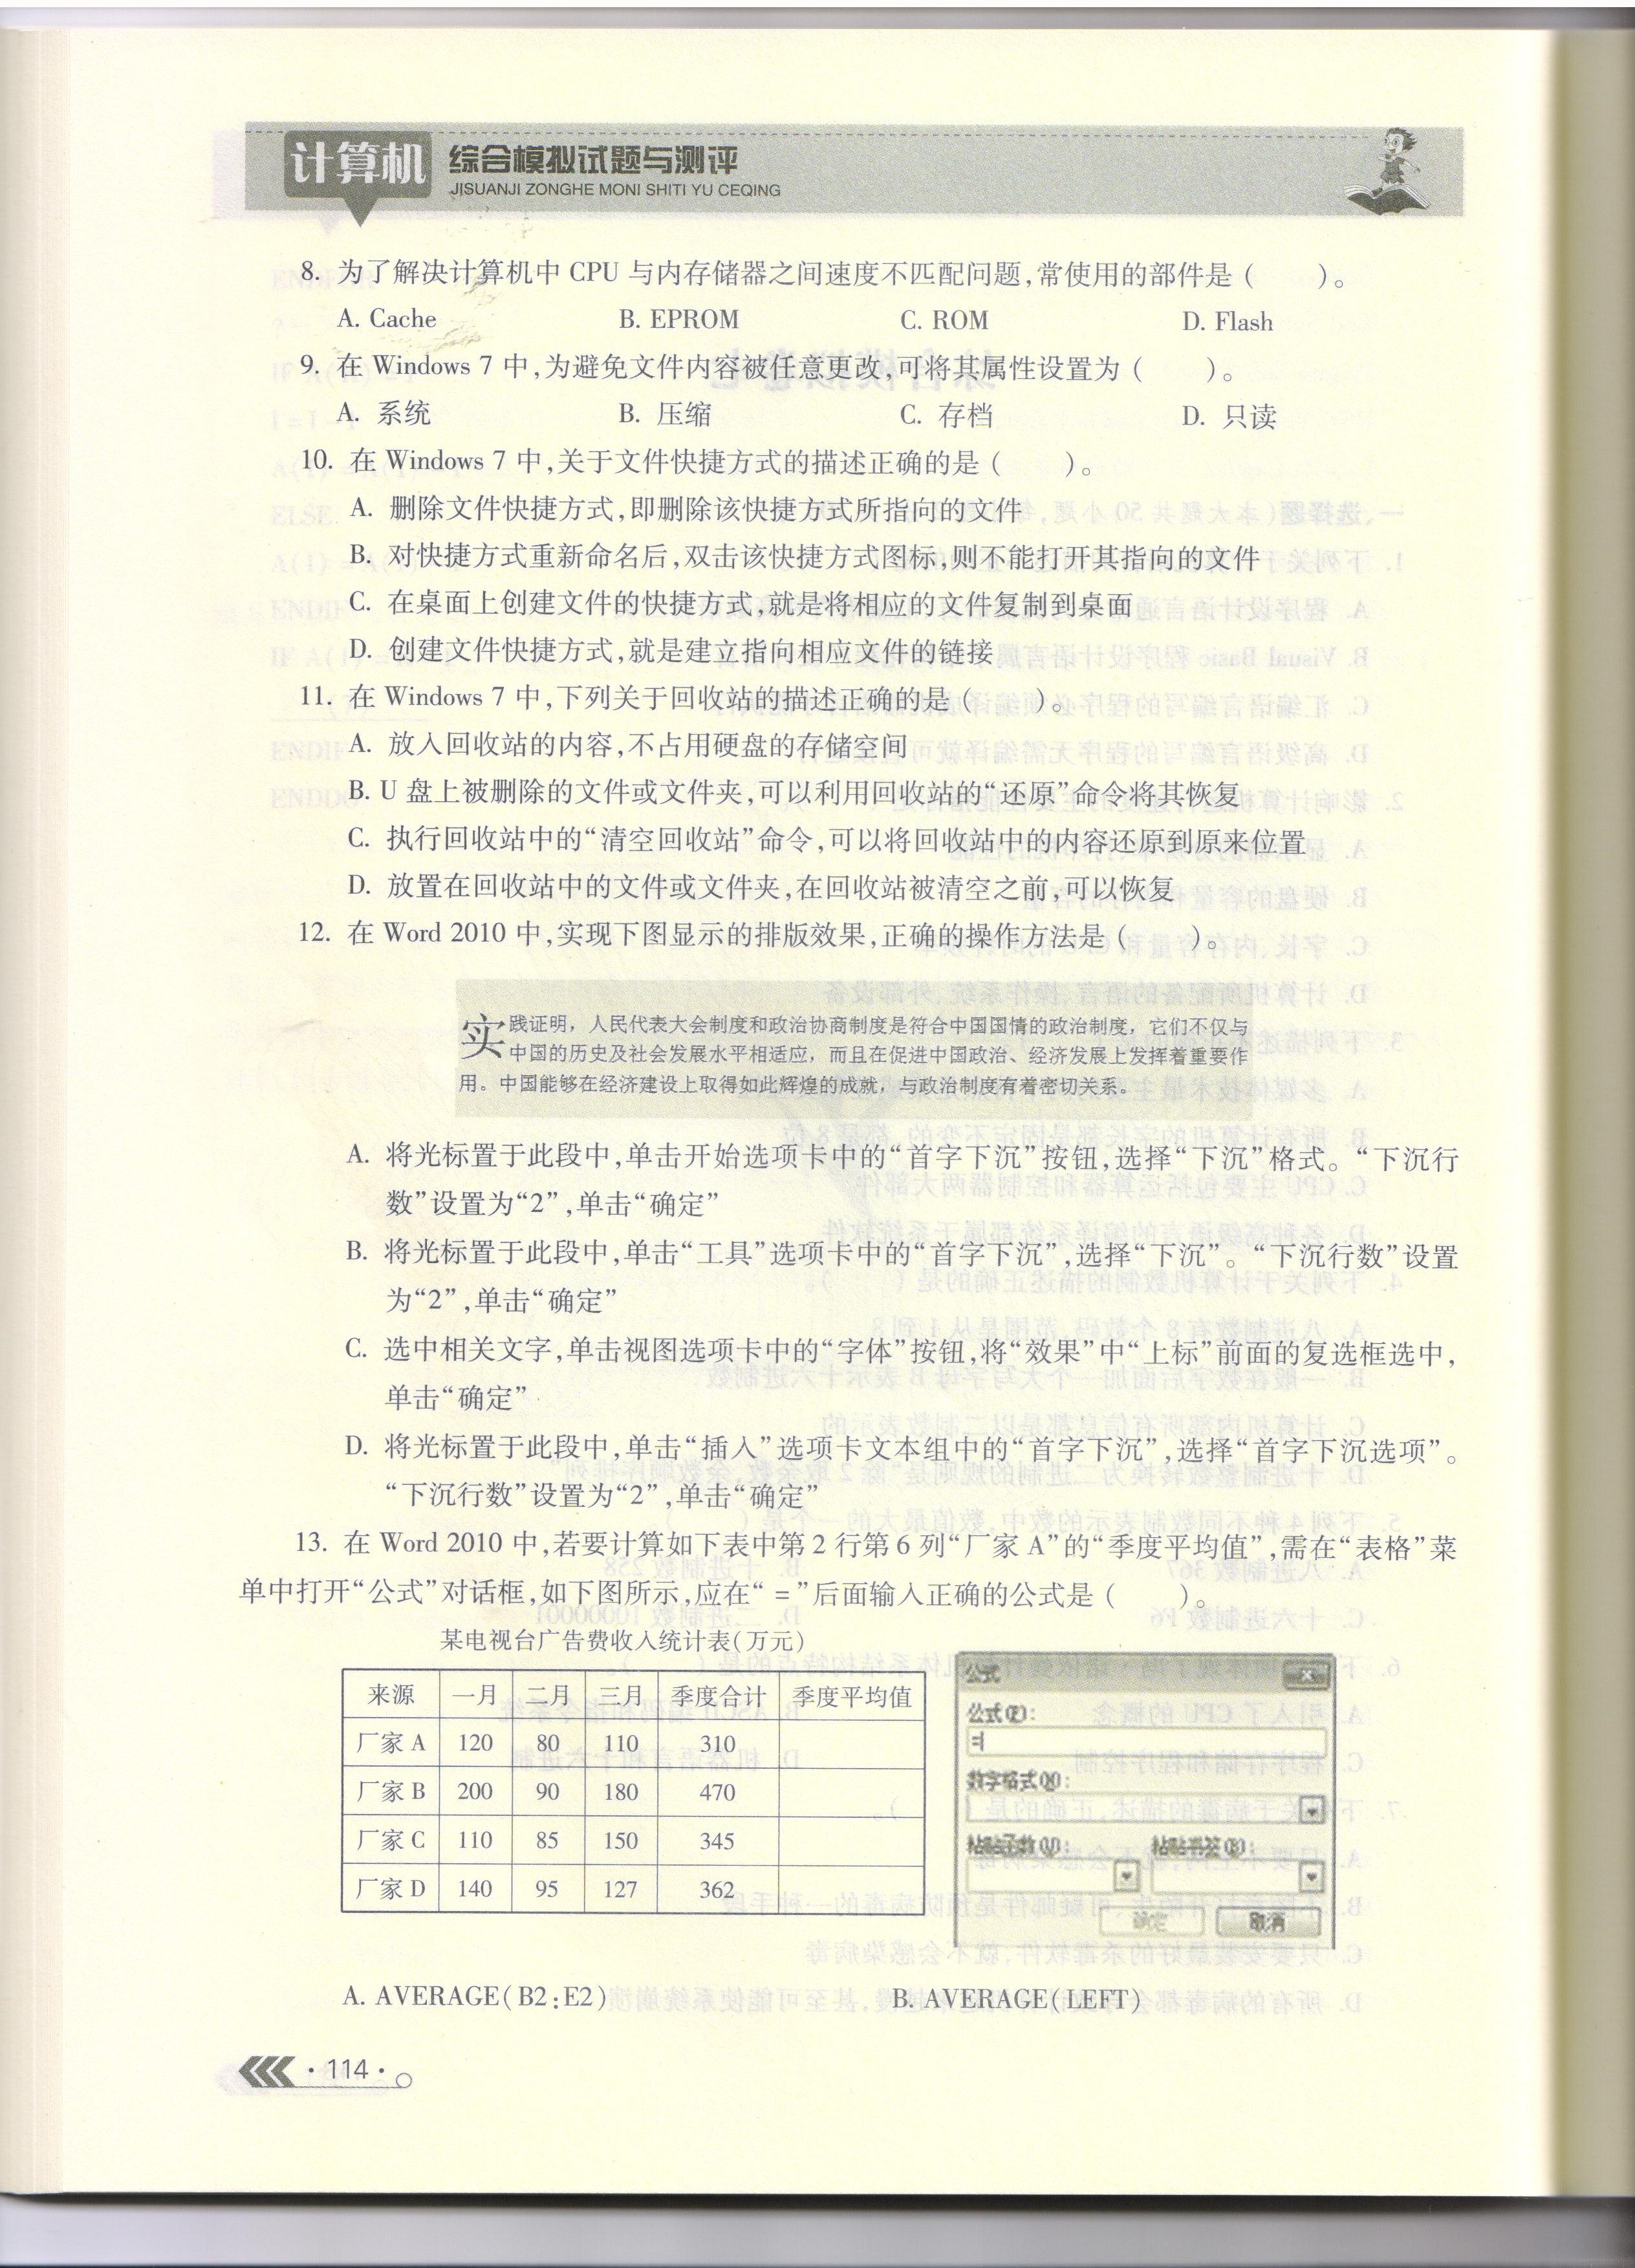 计算机 综合模拟试题与测评
JISUANJI ZONGHE MONI SHITI YU CEQING
8. 为了解决计算机中 CPU 与内存储器之间速度不匹配问题,常使用的部件是(　　)。
A. Cache　B. EPROM　C. ROM　D. Flash
9. 在 Windows 7 中,为避免文件内容被任意更改,可将其属性设置为(　　)。
A. 系统　B. 压缩　C. 存档　D. 只读
10. 在 Windows 7 中,关于文件快捷方式的描述正确的是(　　)。
A. 删除文件快捷方式,即删除该快捷方式所指向的文件
B. 对快捷方式重新命名后,双击该快捷方式图标,则不能打开其指向的文件
C. 在桌面上创建文件的快捷方式,就是将相应的文件复制到桌面
D. 创建文件快捷方式,就是建立指向相应文件的链接
11. 在 Windows 7 中,下列关于回收站的描述正确的是(　　)。
A. 放入回收站的内容,不占用硬盘的存储空间
B. U 盘上被删除的文件或文件夹,可以利用回收站的“还原”命令将其恢复
C. 执行回收站中的“清空回收站”命令,可以将回收站中的内容还原到原来位置
D. 放置在回收站中的文件或文件夹,在回收站被清空之前,可以恢复
12. 在 Word 2010 中,实现下图显示的排版效果,正确的操作方法是(　　)。
实践证明，人民代表大会制度和政治协商制度是符合中国国情的政治制度，它们不仅与
中国的历史及社会发展水平相适应，而且在促进中国政治、经济发展上发挥着重要作
用。中国能够在经济建设上取得如此辉煌的成就，与政治制度有着密切关系。
A. 将光标置于此段中,单击开始选项卡中的“首字下沉”按钮,选择“下沉”格式。“下沉行
数”设置为“2”,单击“确定”
B. 将光标置于此段中,单击“工具”选项卡中的“首字下沉”,选择“下沉”。“下沉行数”设置
为“2”,单击“确定”
C. 选中相关文字,单击视图选项卡中的“字体”按钮,将“效果”中“上标”前面的复选框选中,
单击“确定”
D. 将光标置于此段中,单击“插入”选项卡文本组中的“首字下沉”,选择“首字下沉选项”。
“下沉行数”设置为“2”,单击“确定”
13. 在 Word 2010 中,若要计算如下表中第 2 行第 6 列“厂家 A”的“季度平均值”,需在“表格”菜
单中打开“公式”对话框,如下图所示,应在“=”后面输入正确的公式是(　　)。
某电视台广告费收入统计表(万元)
来源　一月　二月　三月　季度合计　季度平均值
厂家 A　120　80　110　310
厂家 B　200　90　180　470
厂家 C　110　85　150　345
厂家 D　140　95　127　362
公式
公式(F):
=
数字格式(N):
粘贴函数(U):　粘贴书签(B):
确定　取消
A. AVERAGE(B2:E2)　B. AVERAGE(LEFT)
·114·